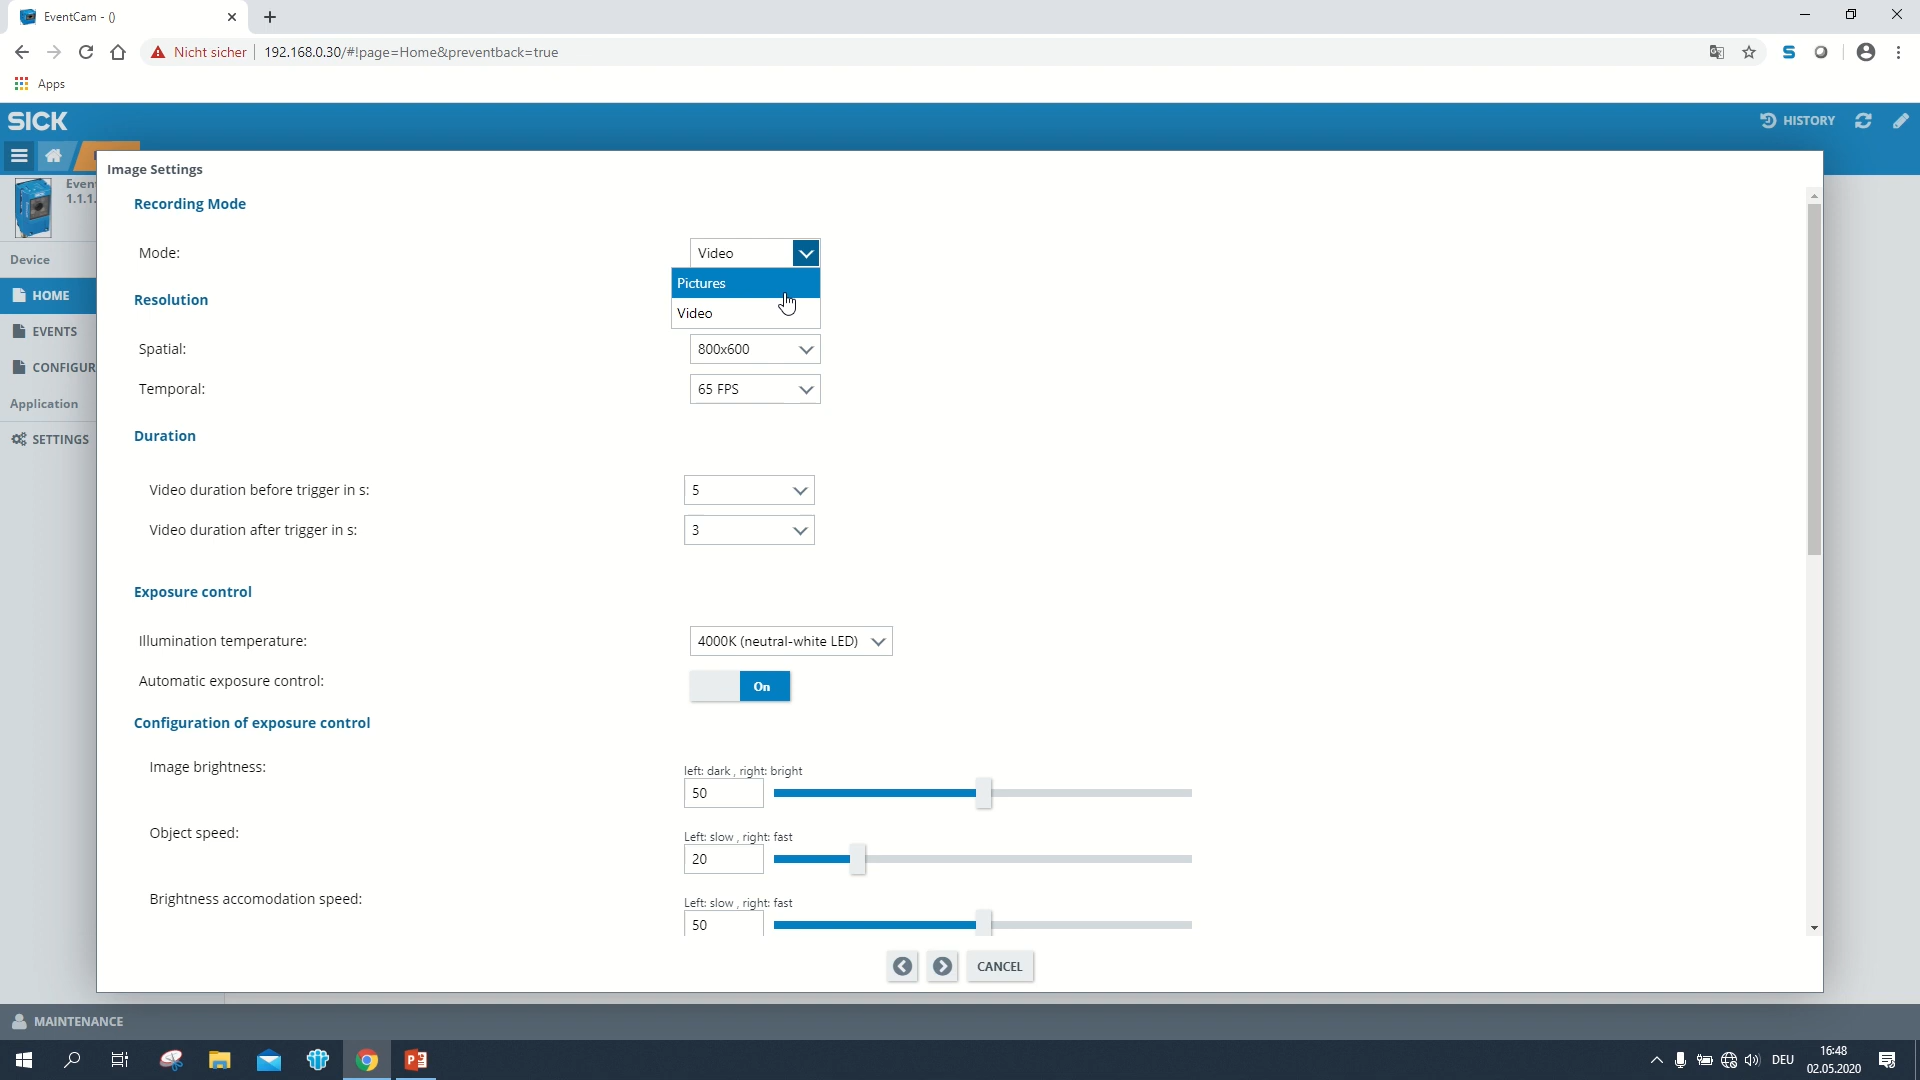 EventCam - ()
Nicht sicher
192.168.0.30/#!page=Home&preventback=true
Apps
SICK
HISTORY
Image Settings
1.1.1.
Recording Mode
Device
Mode:
Video
Pictures
Video
HOME
Resolution
EVENTS
Spatial:
800x600
CONFIGUR
Temporal:
65 FPS
Application
Duration
SETTINGS
Video duration before trigger in s:
5
Video duration after trigger in s:
3
Exposure control
Illumination temperature:
4000K (neutral-white LED)
Automatic exposure control:
On
Configuration of exposure control
Image brightness:
left: dark , right: bright
50
Object speed:
Left: slow , right: fast
20
Brightness accomodation speed:
Left: slow , right: fast
50
CANCEL
MAINTENANCE
DEU
16:48
02.05.2020